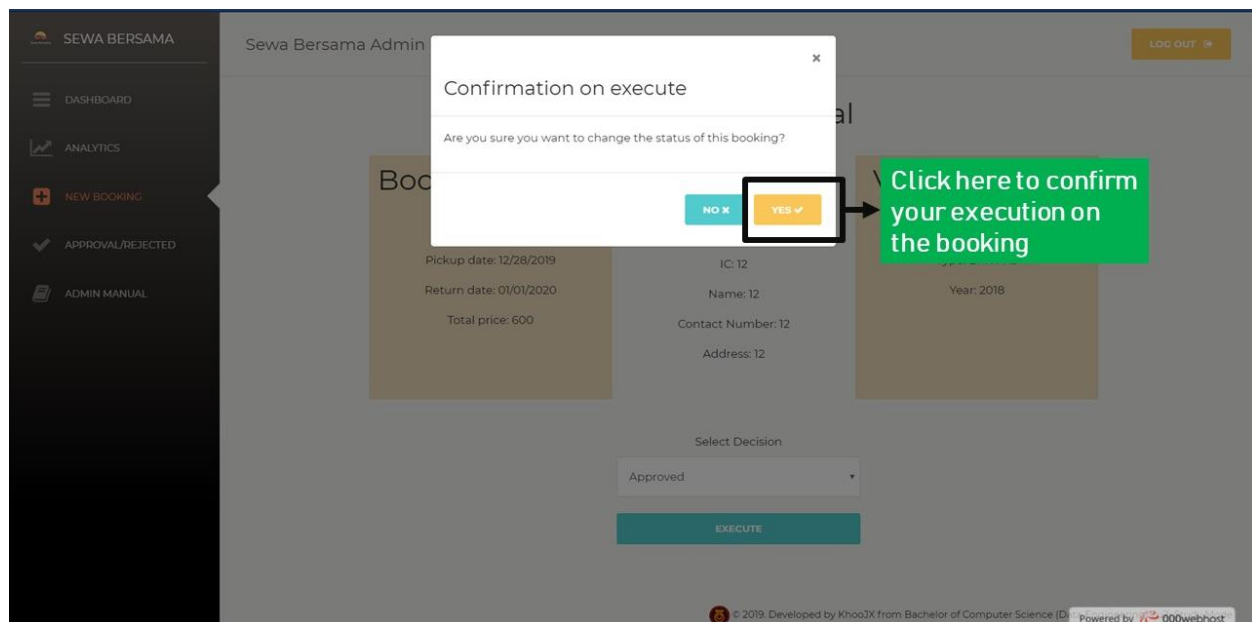 SEWA BERSAMA
Sewa Bersama Admin
LOG OUT
DASHBOARD
ANALYTICS
NEW BOOKING
APPROVAL/REJECTED
ADMIN MANUAL
×
Confirmation on execute
Are you sure you want to change the status of this booking?
NO ✖
YES ✔
Click here to confirm
your execution on
the booking
Pickup date: 12/28/2019
Return date: 01/01/2020
Total price: 600
IC: 12
Name: 12
Contact Number: 12
Address: 12
Year: 2018
Select Decision
Approved
EXECUTE
© 2019. Developed by KhooJX from Bachelor of Computer Science
Powered by 000webhost